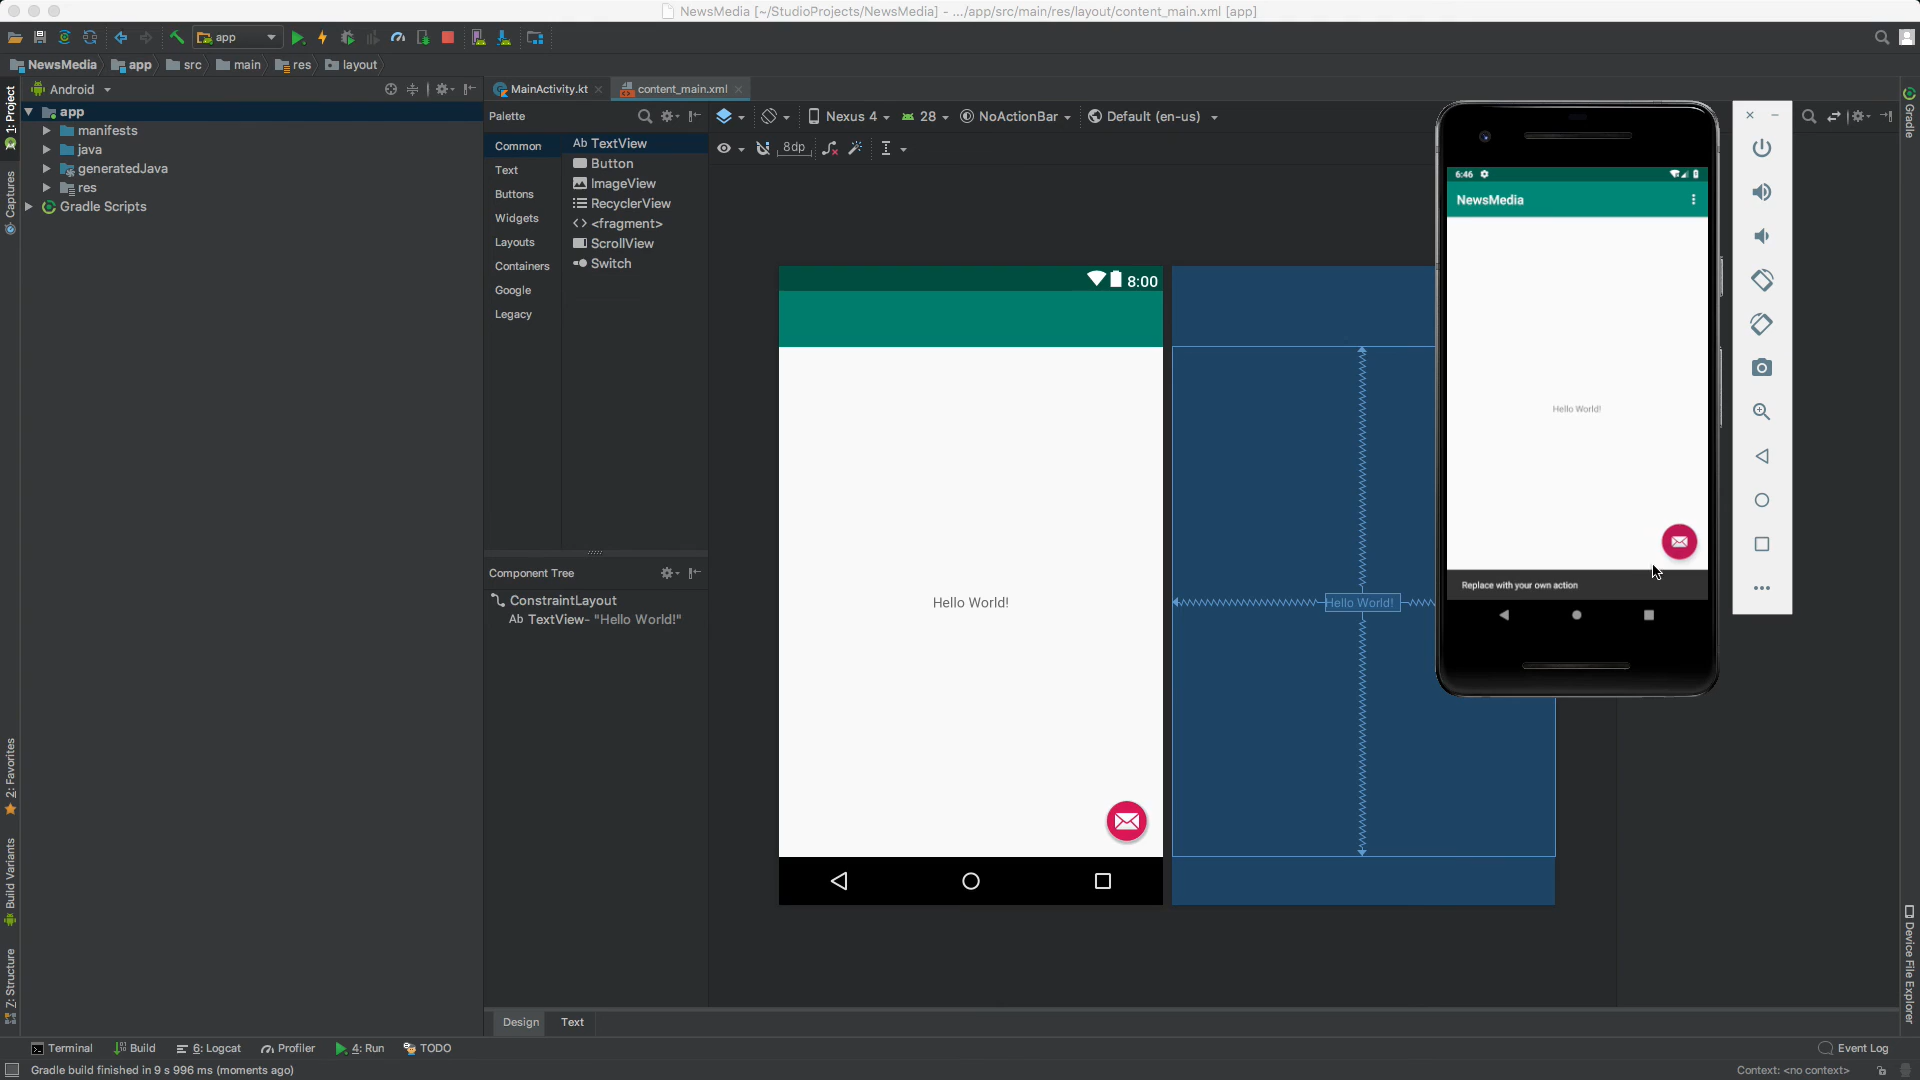 NewsMedia [~/StudioProjects/NewsMedia] - .../app/src/main/res/layout/content_main.xml [app]
app
NewsMedia
app
src
main
res
layout
1: Project
Captures
2: Favorites
Build Variants
7: Structure
Android
app
manifests
java
generatedJava
res
Gradle Scripts
MainActivity.kt
content_main.xml
Palette
Common
Text
Buttons
Widgets
Layouts
Containers
Google
Legacy
Ab TextView
Button
ImageView
RecyclerView
<> <fragment>
ScrollView
Switch
Component Tree
ConstraintLayout
Ab TextView- "Hello World!"
Nexus 4
28
NoActionBar
Default (en-us)
8dp
8:00
Hello World!
Hello World!
6:46
NewsMedia
Hello World!
Replace with your own action
Gradle
Device File Explorer
Design
Text
Terminal
Build
6: Logcat
Profiler
4: Run
TODO
Event Log
Gradle build finished in 9 s 996 ms (moments ago)
Context: <no context>